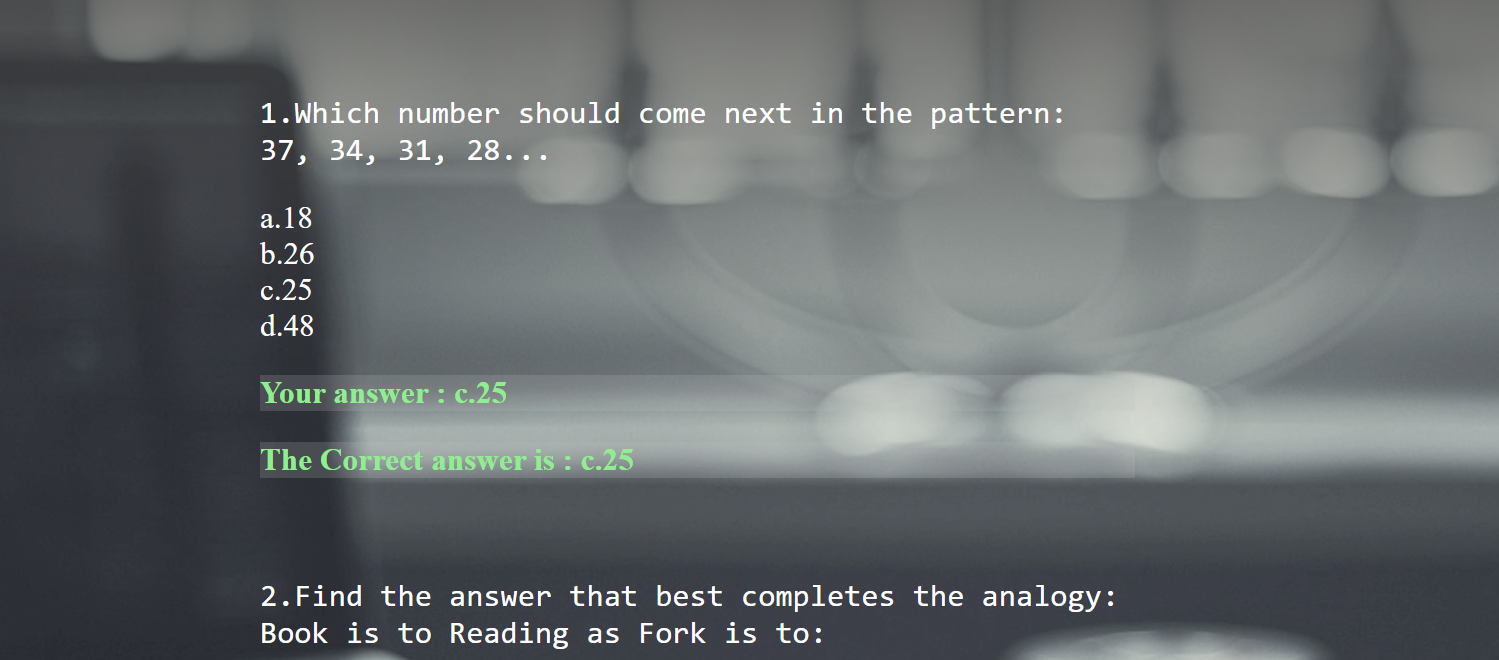 1.Which number should come next in the pattern:
37, 34, 31, 28...
a.18
b.26
c.25
d.48
Your answer : c.25
The Correct answer is : c.25
2.Find the answer that best completes the analogy:
Book is to Reading as Fork is to: